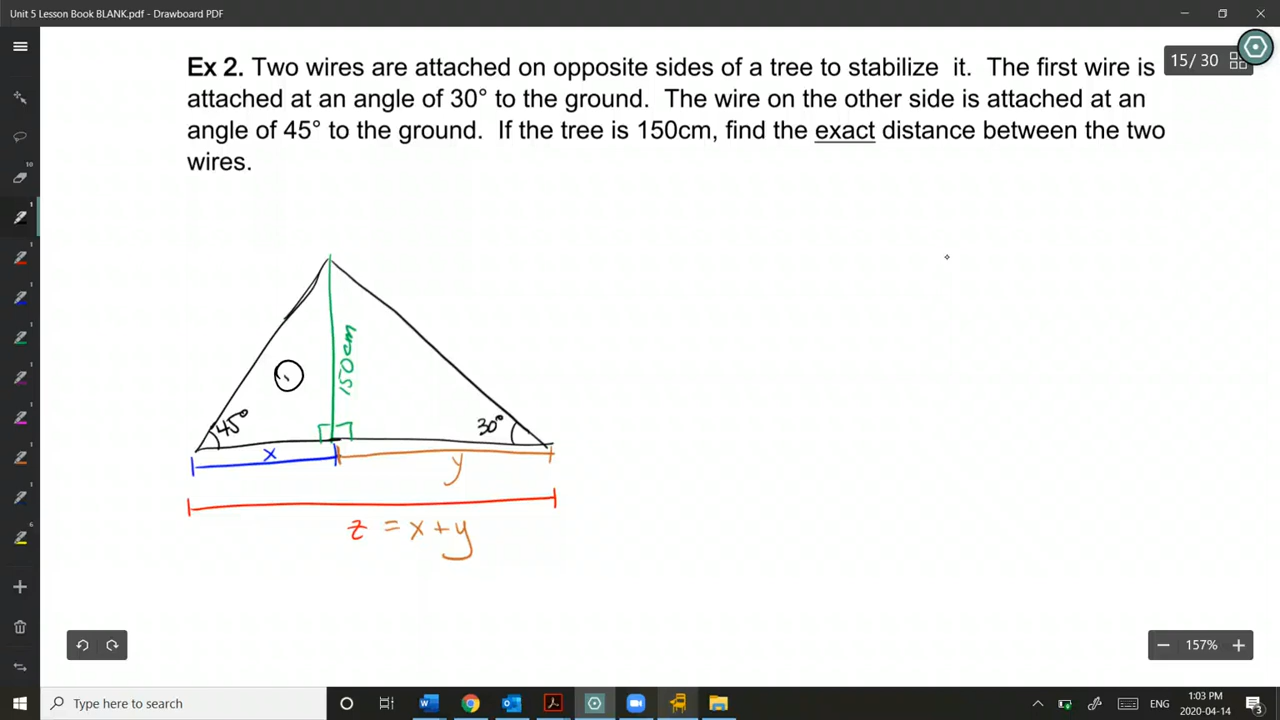 Unit 5 Lesson Book BLANK.pdf - Drawboard PDF
15 / 30
Ex 2. Two wires are attached on opposite sides of a tree to stabilize it. The first wire is
attached at an angle of 30° to the ground. The wire on the other side is attached at an
angle of 45° to the ground. If the tree is 150cm, find the exact distance between the two
wires.
150cm
45°
30°
x
y
z = x + y
157%
Type here to search
ENG
1:03 PM
2020-04-14
3